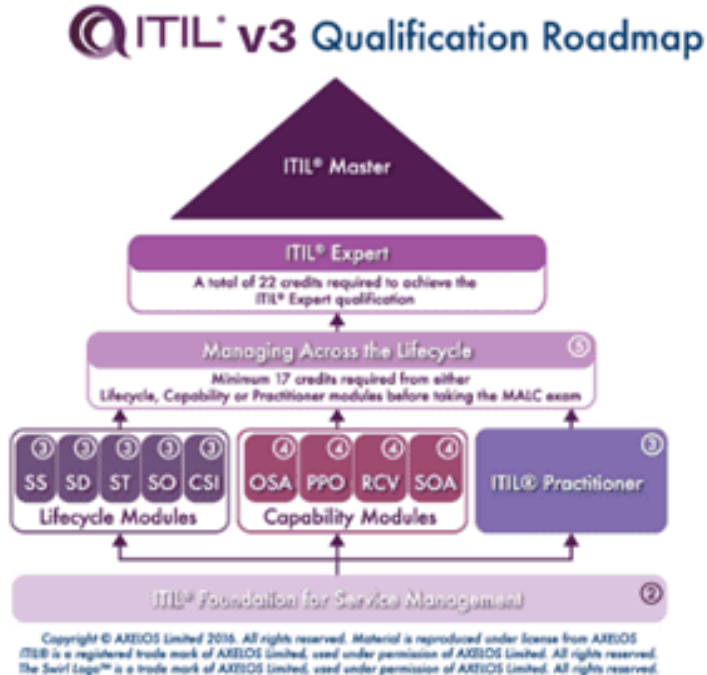 ITIL® v3 Qualification Roadmap
ITIL® Master
ITIL® Expert
A total of 22 credits required to achieve the
ITIL® Expert qualification
Managing Across the Lifecycle 5
Minimum 17 credits required from either
Lifecycle, Capability or Practitioner modules before taking the MALC exam
3 3 3 3 3
SS SD ST SO CSI
Lifecycle Modules
4 4 4 4
OSA PPO RCV SOA
Capability Modules
3
ITIL® Practitioner
ITIL® Foundation for Service Management 2
Copyright © AXELOS Limited 2016. All rights reserved. Material is reproduced under license from AXELOS
ITIL® is a registered trade mark of AXELOS Limited, used under permission of AXELOS Limited. All rights reserved.
The Swirl Logo™ is a trade mark of AXELOS Limited, used under permission of AXELOS Limited. All rights reserved.